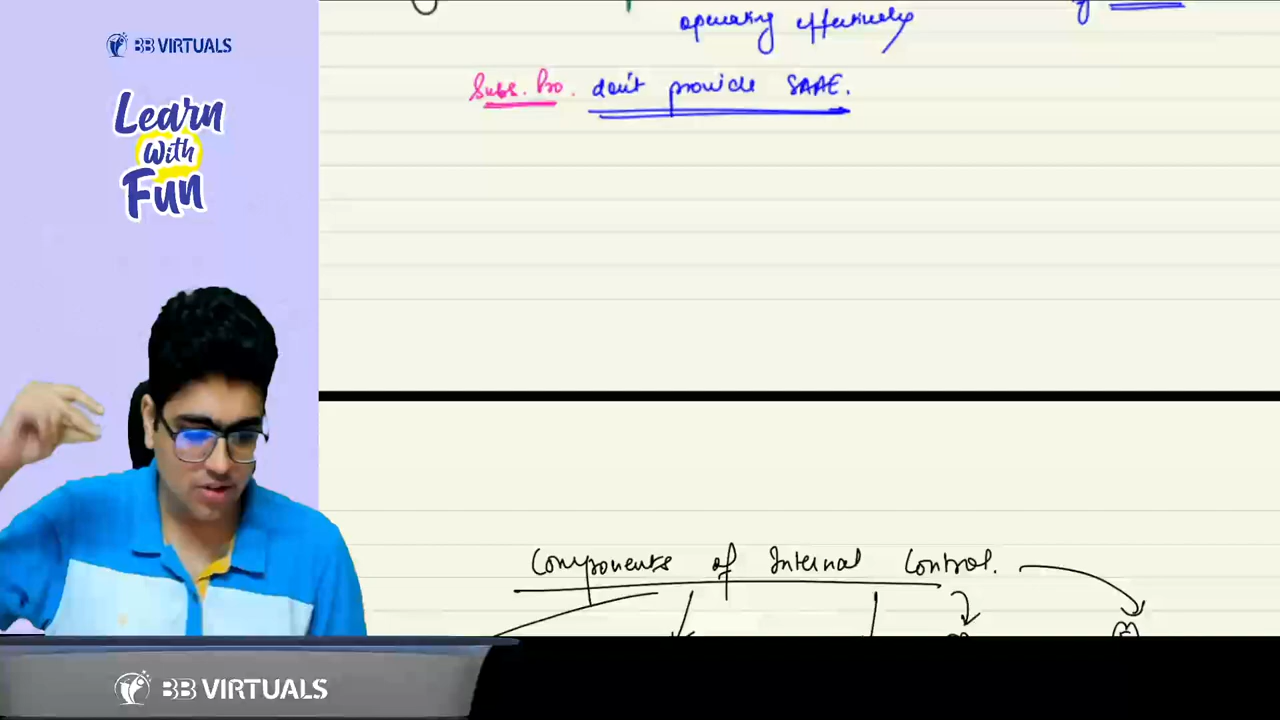 BB VIRTUALS
Learn
With
Fun
operating effectively
Subs. Pro. don't provide SAAE.
Components of Internal Control.
BB VIRTUALS